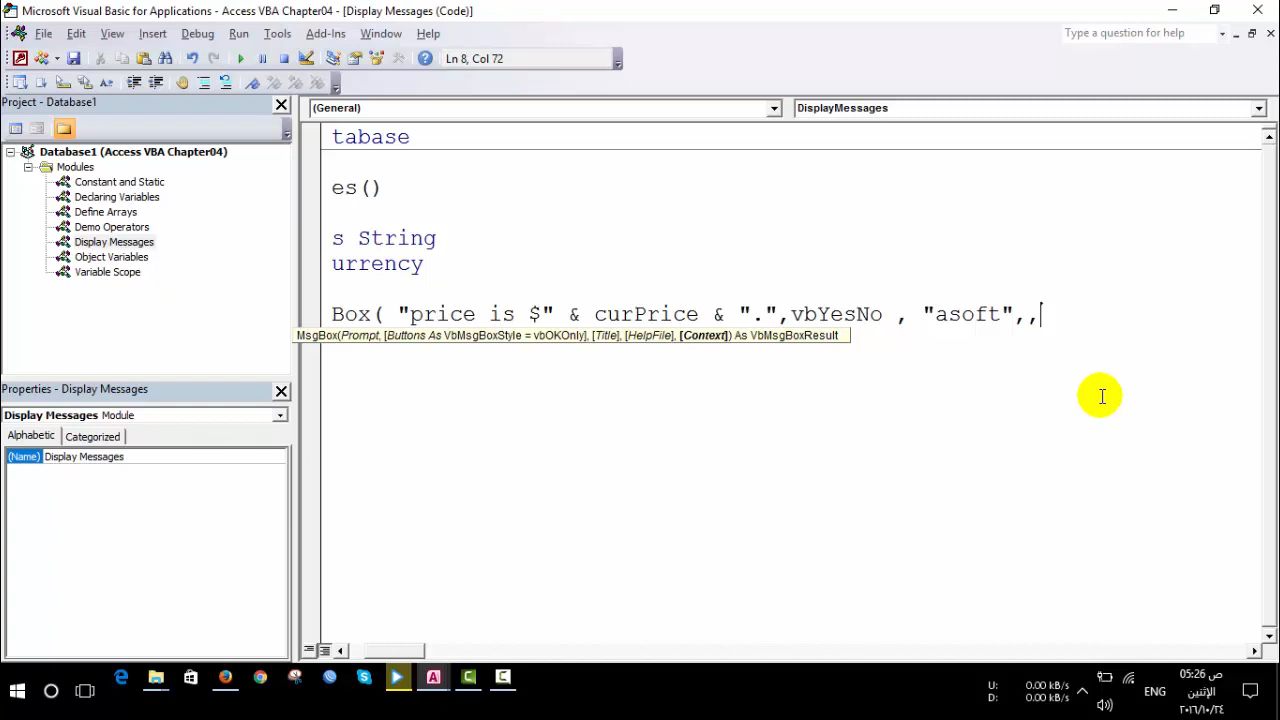 Microsoft Visual Basic for Applications - Access VBA Chapter04 - [Display Messages (Code)]
File Edit View Insert Debug Run Tools Add-Ins Window Help
Type a question for help
Ln 8, Col 72
Project - Database1
(General)
DisplayMessages
Database1 (Access VBA Chapter04)
Modules
Constant and Static
Declaring Variables
Define Arrays
Demo Operators
Display Messages
Object Variables
Variable Scope
tabase
es()
s String
urrency
Box( "price is $" & curPrice & ".",vbYesNo , "asoft",,
MsgBox(Prompt, [Buttons As VbMsgBoxStyle = vbOKOnly], [Title], [HelpFile], [Context]) As VbMsgBoxResult
Properties - Display Messages
Display Messages Module
Alphabetic Categorized
(Name) Display Messages
U: 0.00 kB/s
D: 0.00 kB/s
ENG
05:26 ص
الإثنين
٢٠١٦/١٠/٢٤